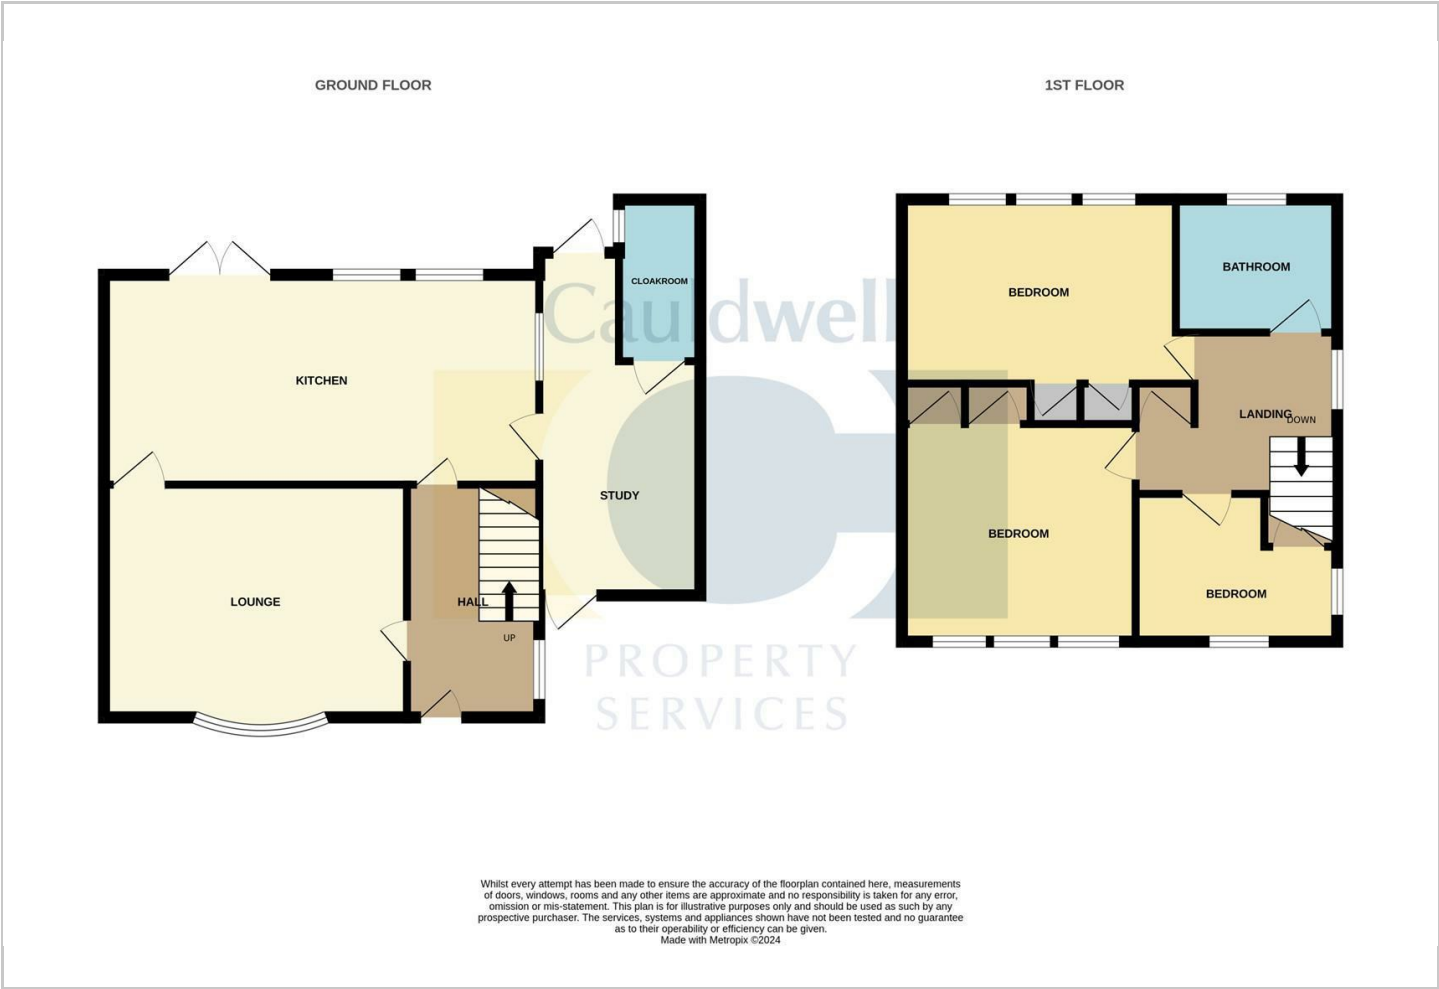 GROUND FLOOR
1ST FLOOR
CLOAKROOM
KITCHEN
STUDY
LOUNGE
HALL
UP
BEDROOM
BATHROOM
LANDING
DOWN
BEDROOM
BEDROOM
Cauldwell
PROPERTY
SERVICES
Whilst every attempt has been made to ensure the accuracy of the floorplan contained here, measurements
of doors, windows, rooms and any other items are approximate and no responsibility is taken for any error,
omission or mis-statement. This plan is for illustrative purposes only and should be used as such by any
prospective purchaser. The services, systems and appliances shown have not been tested and no guarantee
as to their operability or efficiency can be given.
Made with Metropix ©2024